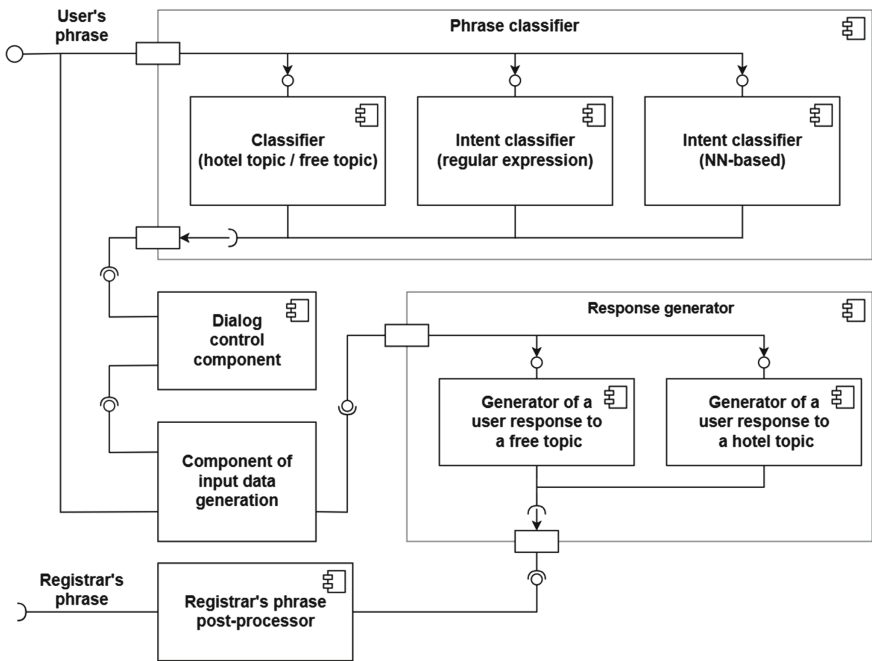 User's
phrase
Phrase classifier
Classifier
(hotel topic / free topic)
Intent classifier
(regular expression)
Intent classifier
(NN-based)
Dialog
control
component
Response generator
Generator of a
user response to
a free topic
Generator of a
user response to
a hotel topic
Component of
input data
generation
Registrar's
phrase
Registrar's phrase
post-processor